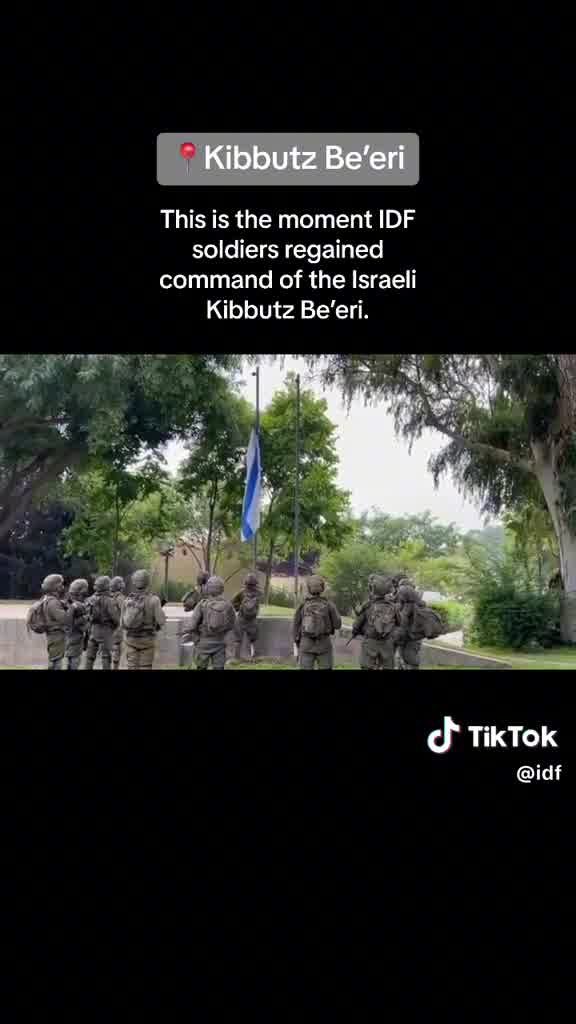 📍Kibbutz Be’eri
This is the moment IDF
soldiers regained
command of the Israeli
Kibbutz Be’eri.
TikTok
@idf